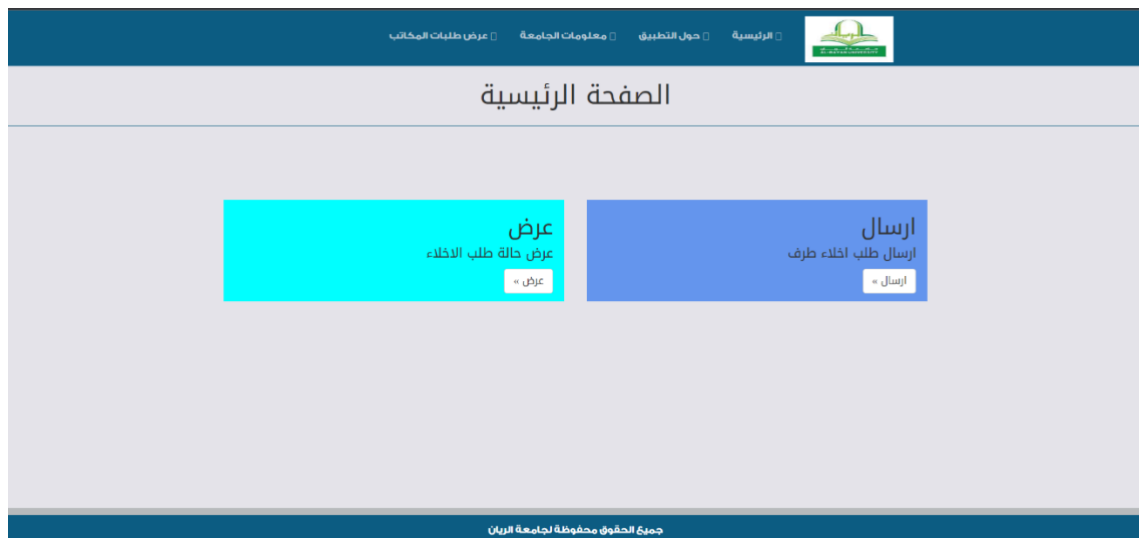 الرئيسية حول التطبيق معلومات الجامعة عرض طلبات المكاتب
الصفحة الرئيسية
ارسال
ارسال طلب اخلاء طرف
ارسال »
عرض
عرض حالة طلب الاخلاء
عرض »
جميع الحقوق محفوظة لجامعة الريان